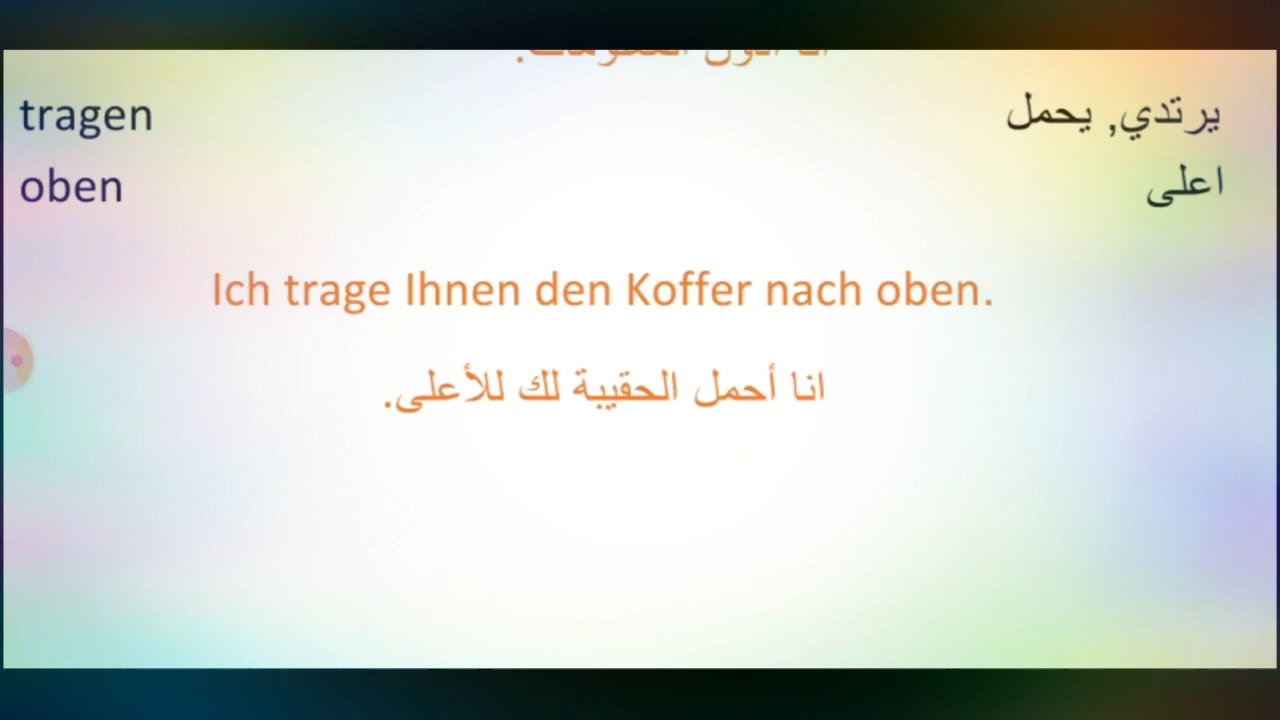 tragen يرتدي, يحمل
oben اعلى
Ich trage Ihnen den Koffer nach oben.
انا أحمل الحقيبة لك للأعلى.